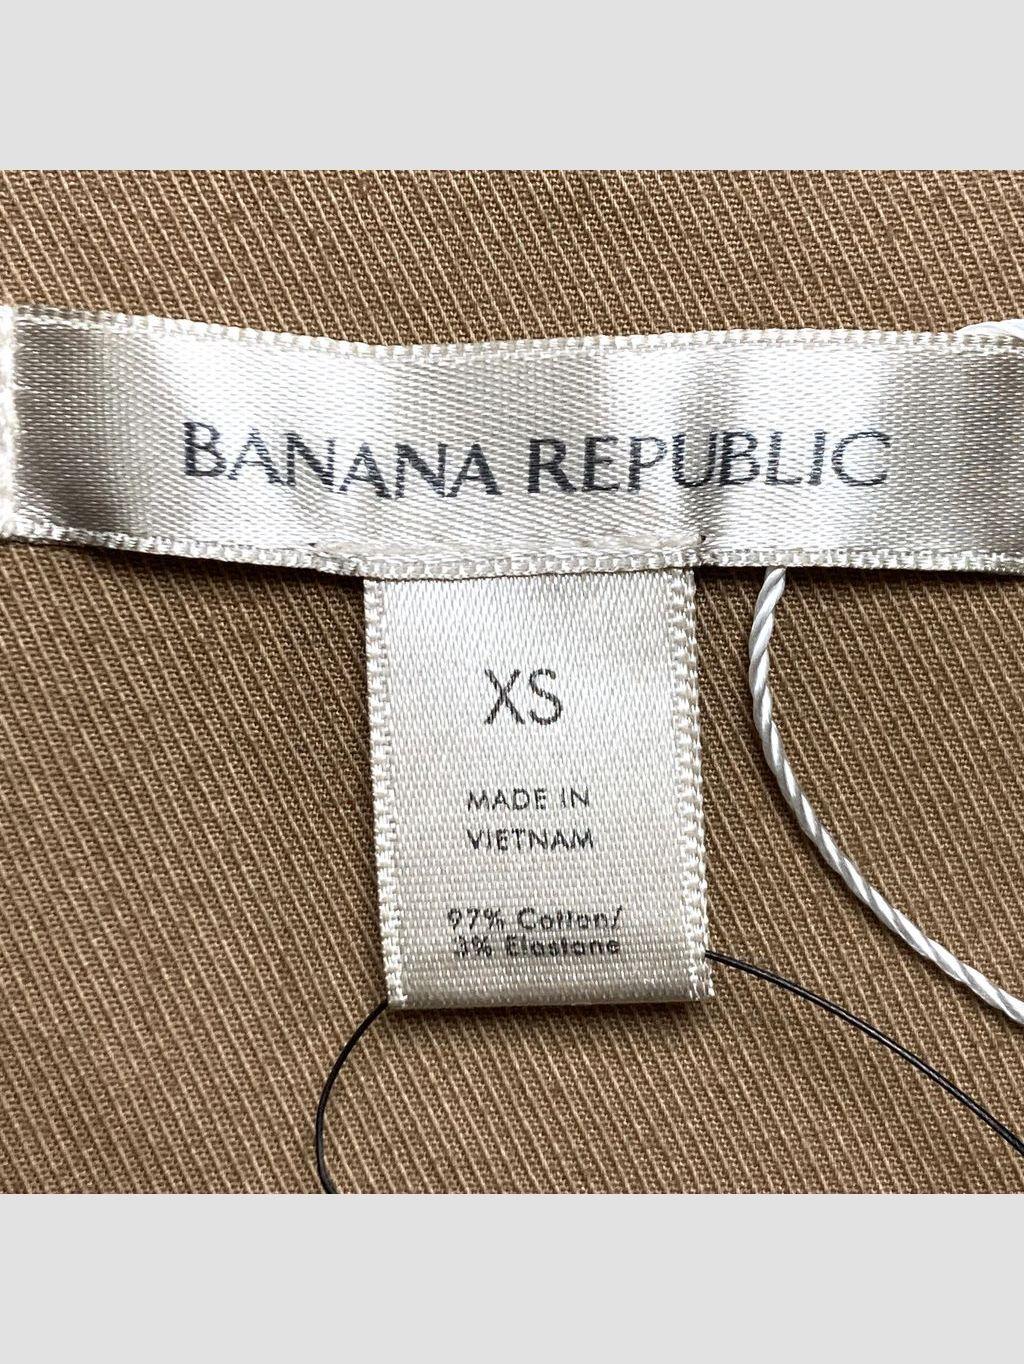 BANANA REPUBLIC
XS
MADE IN
VIETNAM
97% Cotton/
3% Elastane